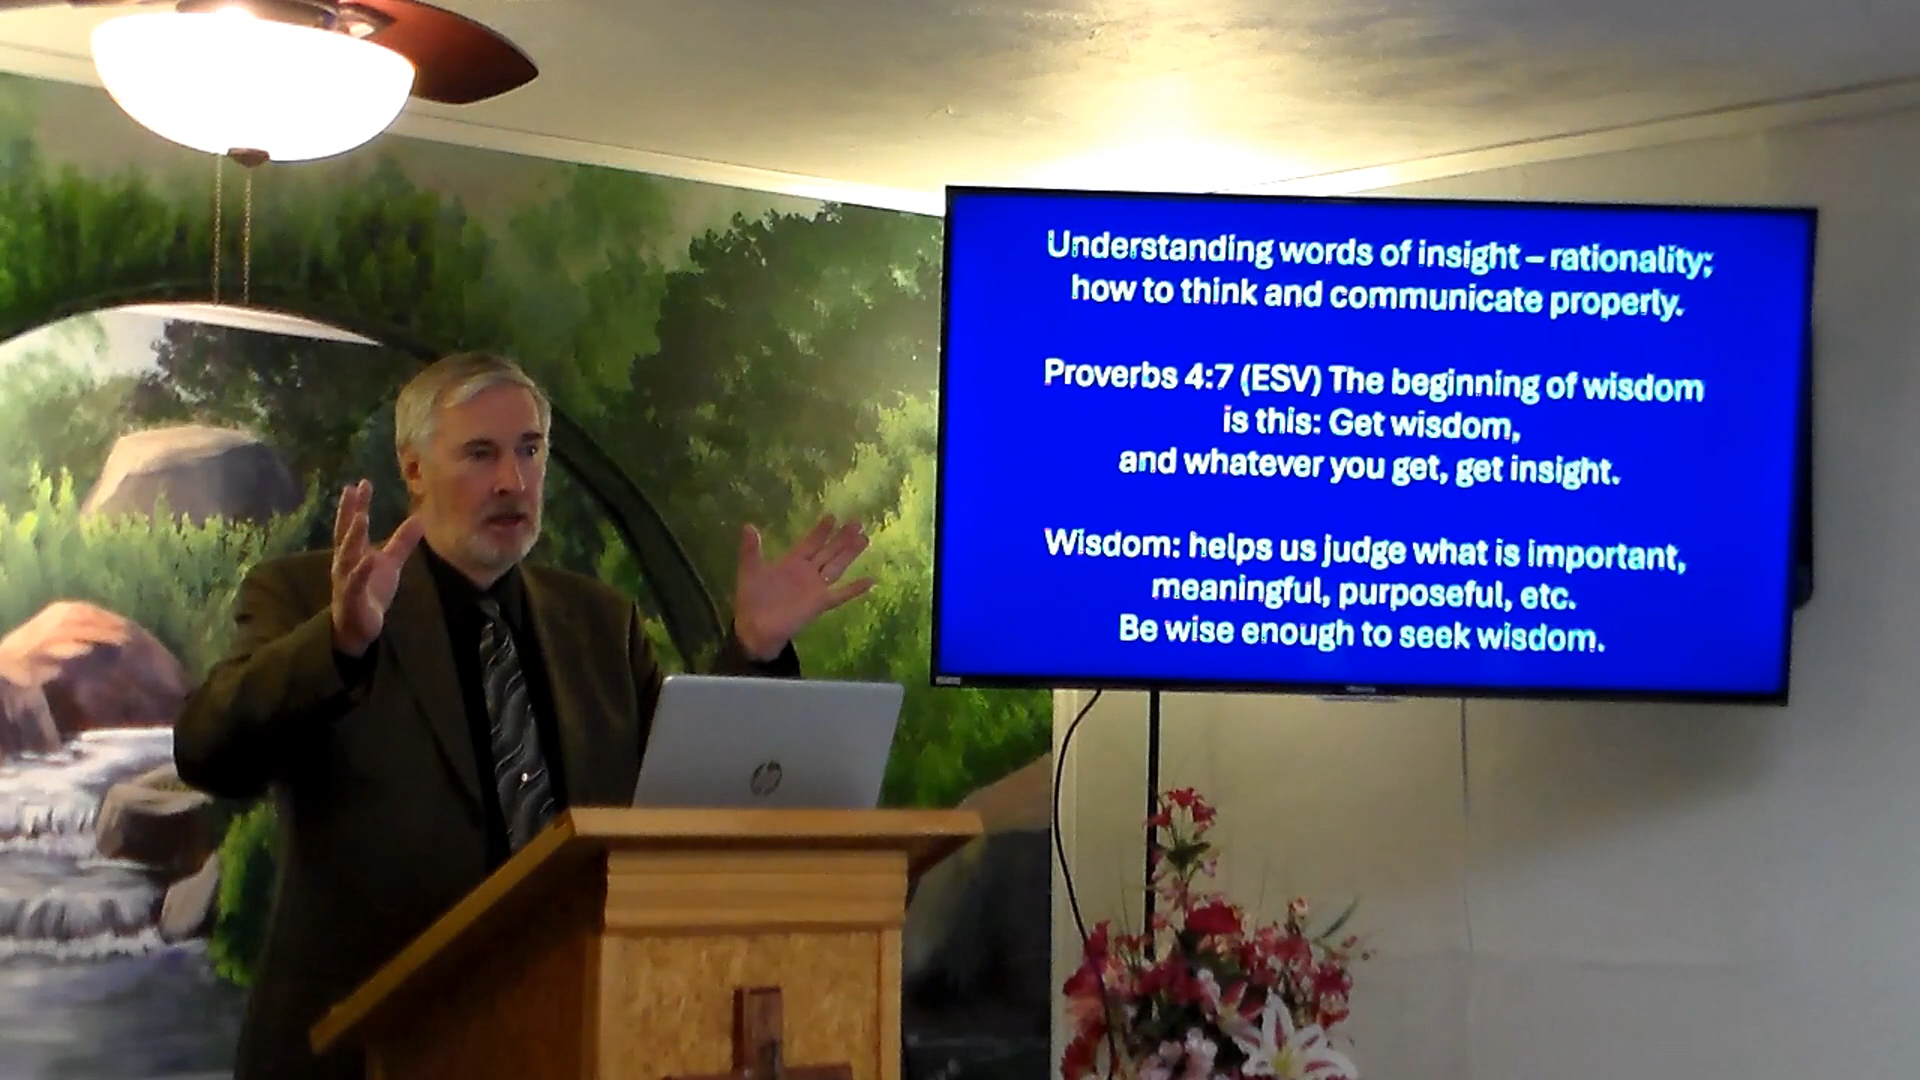 Understanding words of insight – rationality;
how to think and communicate properly.
Proverbs 4:7 (ESV) The beginning of wisdom
is this: Get wisdom,
and whatever you get, get insight.
Wisdom: helps us judge what is important,
meaningful, purposeful, etc.
Be wise enough to seek wisdom.
hp